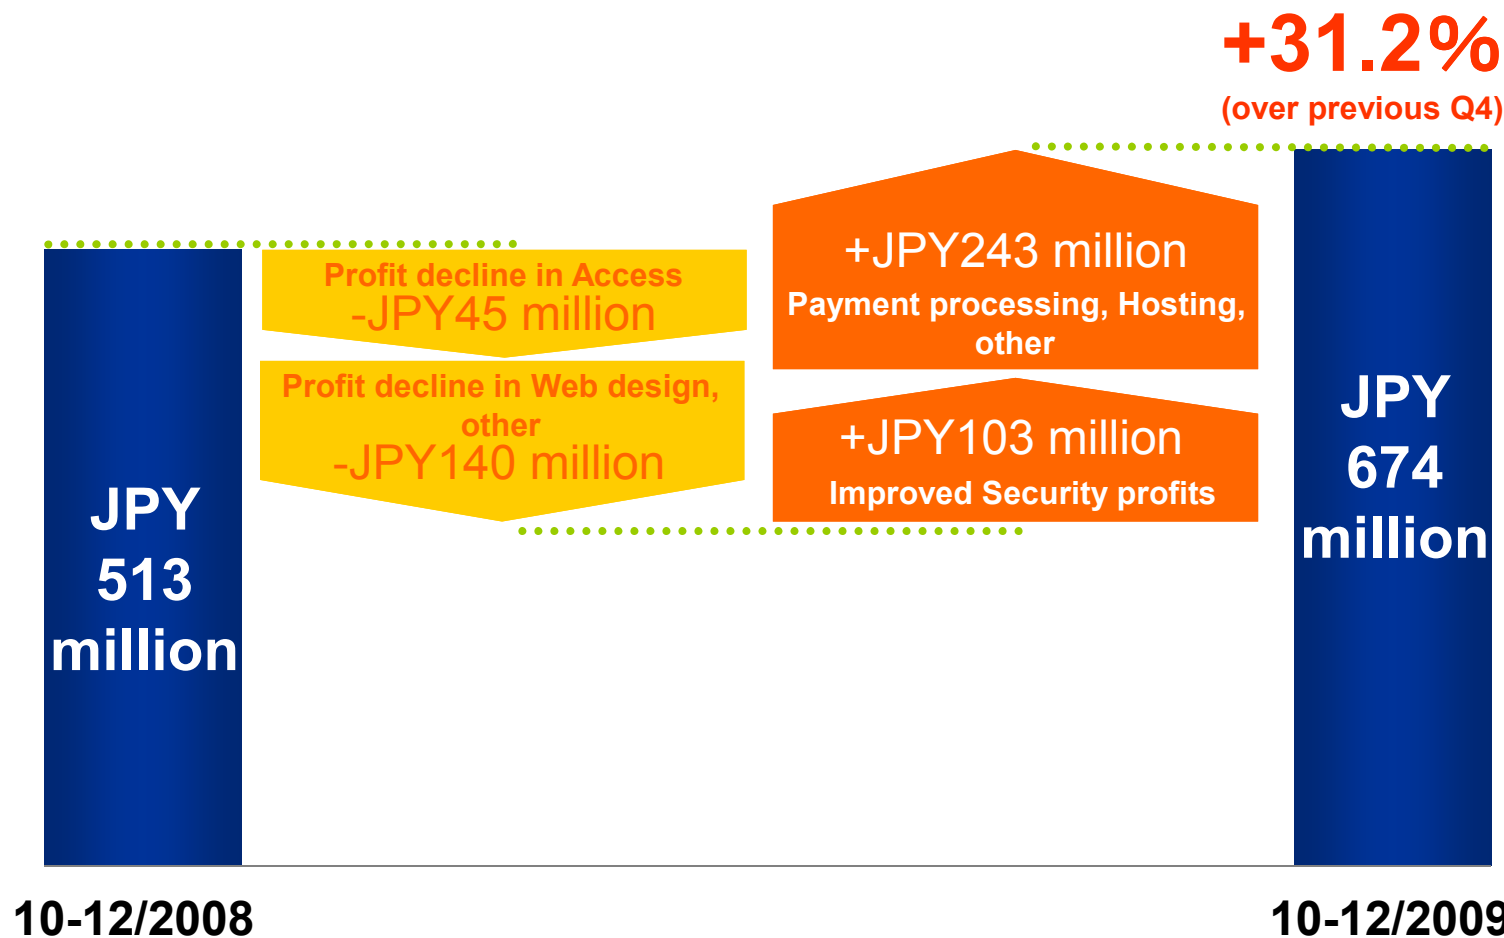 +31.2%
(over previous Q4)
Profit decline in Access
-JPY45 million
Profit decline in Web design,
other
-JPY140 million
+JPY243 million
Payment processing, Hosting,
other
+JPY103 million
Improved Security profits
JPY
513
million
JPY
674
million
10-12/2008
10-12/2009